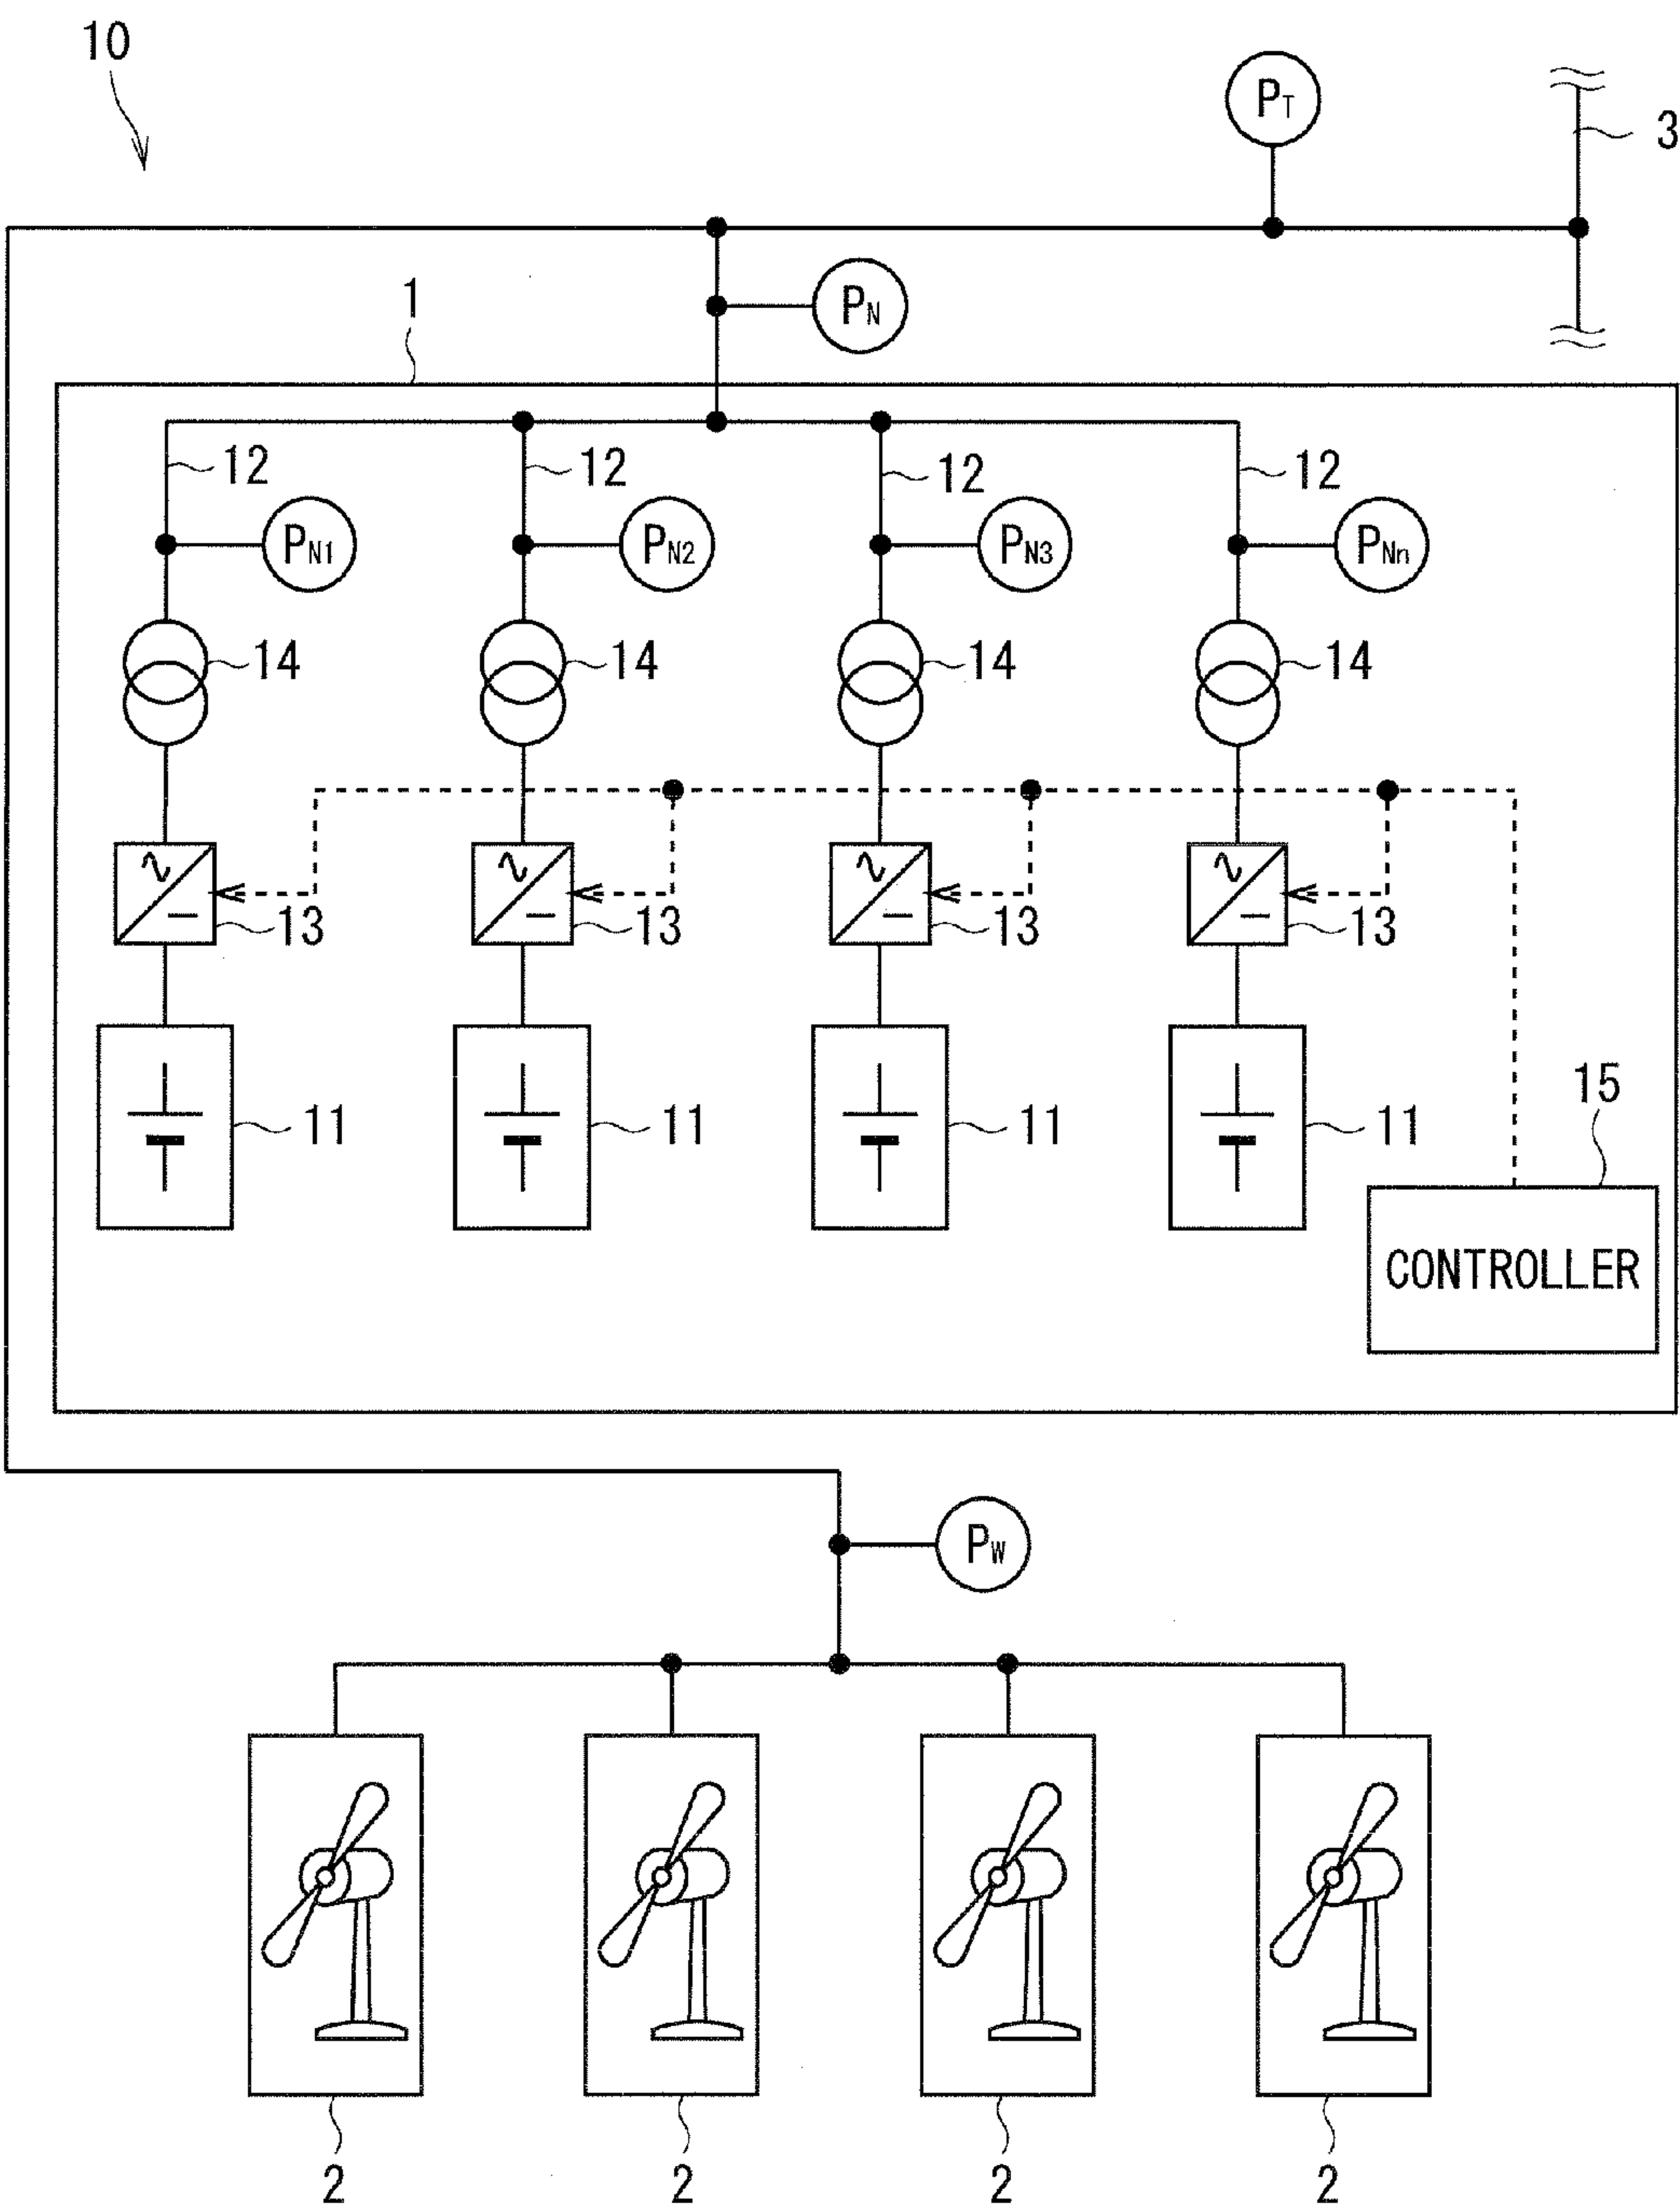 10
PT
3
1
PN
12 12 12 12
PN1 PN2 PN3 PNn
14 14 14 14
13 13 13 13
11 11 11 11
15
CONTROLLER
PW
2 2 2 2